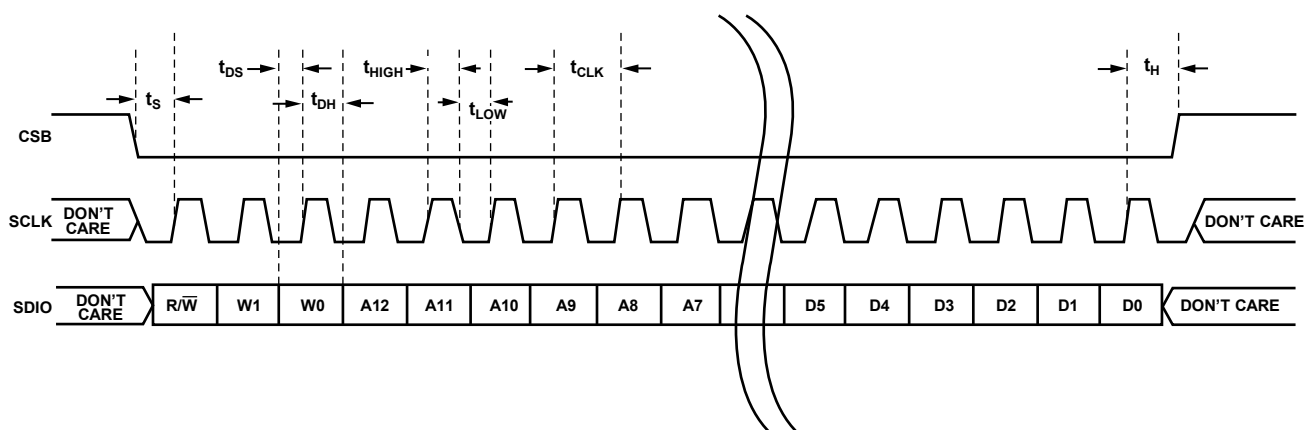 tDS
tHIGH
tCLK
tH
tS
tDH
tLOW
CSB
SCLK
DON'T CARE
DON'T CARE
SDIO
DON'T CARE
R/W̅
W1
W0
A12
A11
A10
A9
A8
A7
D5
D4
D3
D2
D1
D0
DON'T CARE